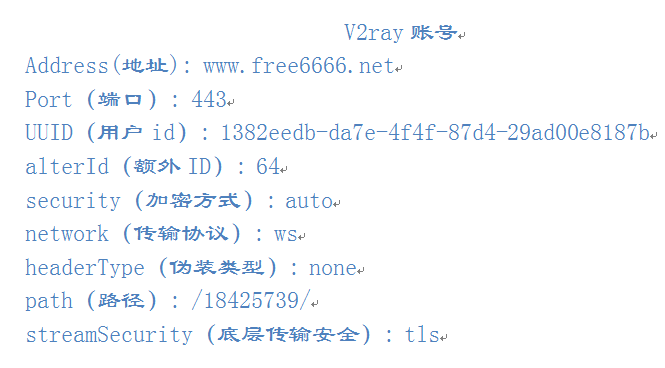 V2ray 账号
Address(地址): www.free6666.net
Port (端口) : 443
UUID (用户 id) : 1382eedb-da7e-4f4f-87d4-29ad00e8187b
alterId (额外 ID) : 64
security (加密方式) : auto
network (传输协议) : ws
headerType (伪装类型) : none
path (路径) : /18425739/
streamSecurity (底层传输安全) : tls